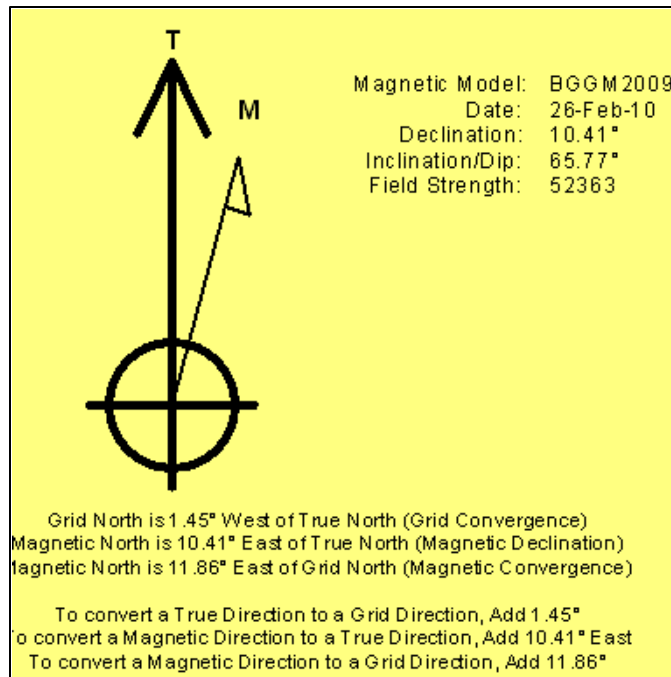 T
M
Magnetic Model: BGGM2009
Date: 26-Feb-10
Declination: 10.41°
Inclination/Dip: 65.77°
Field Strength: 52363
Grid North is 1.45° West of True North (Grid Convergence)
Magnetic North is 10.41° East of True North (Magnetic Declination)
Magnetic North is 11.86° East of Grid North (Magnetic Convergence)
To convert a True Direction to a Grid Direction, Add 1.45°
To convert a Magnetic Direction to a True Direction, Add 10.41° East
To convert a Magnetic Direction to a Grid Direction, Add 11.86°